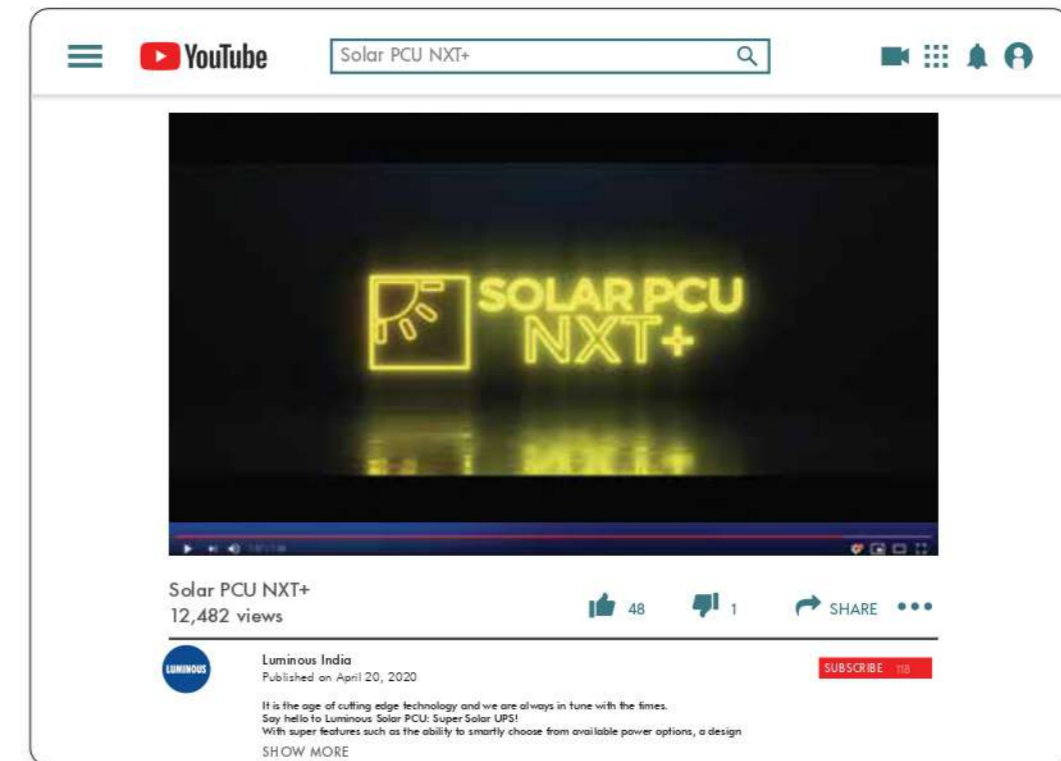 YouTube
Solar PCU NXT+
SOLAR PCU
NXT+
Solar PCU NXT+
12,482 views
48
1
SHARE
LUMINOUS
Luminous India
Published on April 20, 2020
SUBSCRIBE 118
It is the age of cutting edge technology and we are always in tune with the times.
Say hello to Luminous Solar PCU: Super Solar UPS!
With super features such as the ability to smartly choose from available power options, a design
SHOW MORE